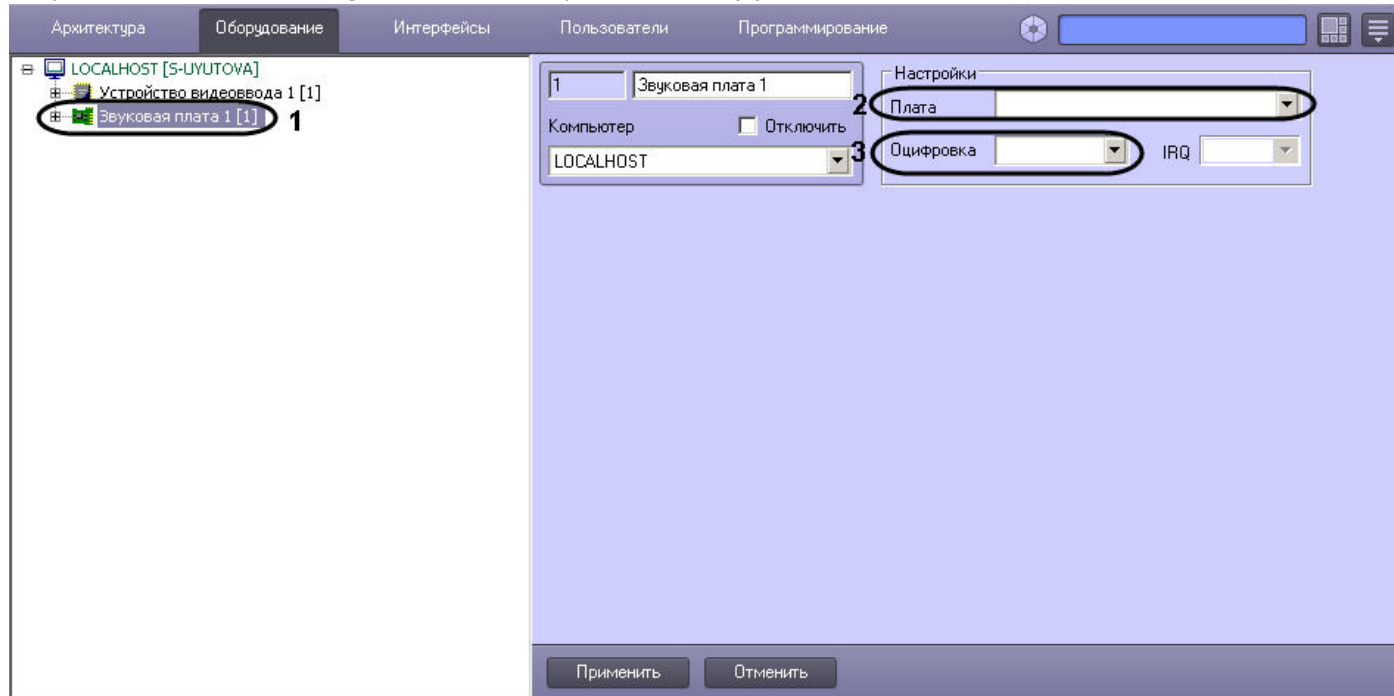 Архитектура Оборудование Интерфейсы Пользователи Программирование
LOCALHOST [S-UYUTOVA]
Устройство видеоввода 1 [1]
Звуковая плата 1 [1] 1
1 Звуковая плата 1
Компьютер Отключить
LOCALHOST
Настройки
2 Плата
3 Оцифровка IRQ
Применить Отменить